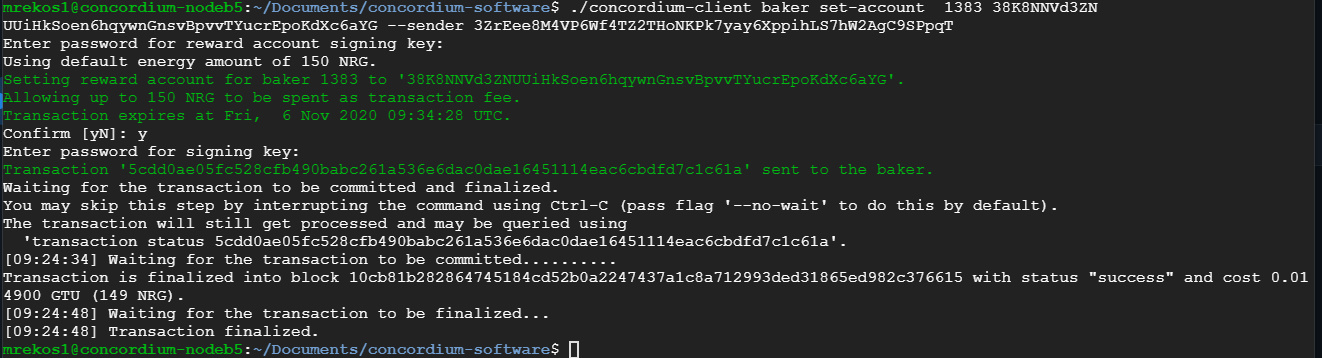 mrekos1@concordium-nodeb5:~/Documents/concordium-software$ ./concordium-client baker set-account  1383 38K8NNVd3ZN
UUiHkSoen6hqywnGnsvBpvvTYucrEpoKdXc6aYG --sender 3ZrEee8M4VP6Wf4TZ2THoNKPk7yay6XppihLS7hW2AgC9SPpqT
Enter password for reward account signing key:
Using default energy amount of 150 NRG.
Setting reward account for baker 1383 to '38K8NNVd3ZNUUiHkSoen6hqywnGnsvBpvvTYucrEpoKdXc6aYG'.
Allowing up to 150 NRG to be spent as transaction fee.
Transaction expires at Fri,  6 Nov 2020 09:34:28 UTC.
Confirm [yN]: y
Enter password for signing key:
Transaction '5cdd0ae05fc528cfb490babc261a536e6dac0dae16451114eac6cbdfd7c1c61a' sent to the baker.
Waiting for the transaction to be committed and finalized.
You may skip this step by interrupting the command using Ctrl-C (pass flag '--no-wait' to do this by default).
The transaction will still get processed and may be queried using
  'transaction status 5cdd0ae05fc528cfb490babc261a536e6dac0dae16451114eac6cbdfd7c1c61a'.
[09:24:34] Waiting for the transaction to be committed..........
Transaction is finalized into block 10cb81b282864745184cd52b0a2247437a1c8a712993ded31865ed982c376615 with status "success" and cost 0.01
4900 GTU (149 NRG).
[09:24:48] Waiting for the transaction to be finalized...
[09:24:48] Transaction finalized.
mrekos1@concordium-nodeb5:~/Documents/concordium-software$